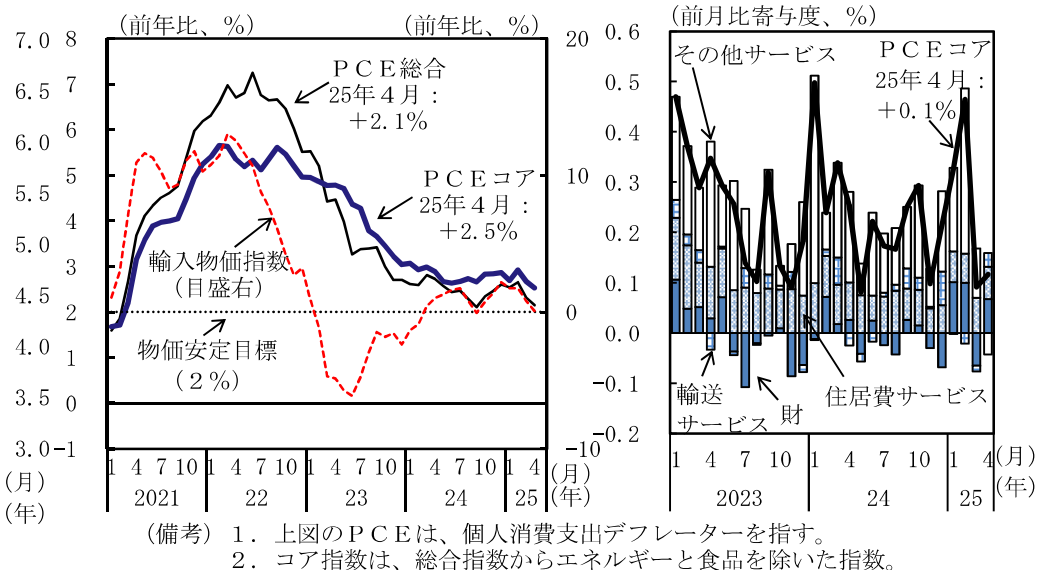 (前年比、%)
(前年比、%)
7.0
6.5
6.0
5.5
5.0
4.5
4.0
3.5
3.0
8
7
6
5
4
3
2
1
0
-1
20
10
0
-10
PCE総合
25年4月:
+2.1%
PCEコア
25年4月:
+2.5%
輸入物価指数
(目盛右)
物価安定目標
(2%)
1 4 7 10 1 4 7 10 1 4 7 10 1 4 7 10 1 4
(月)
(月)
2021 22 23 24 25
(年)
(年)
(前月比寄与度、%)
0.6
0.5
0.4
0.3
0.2
0.1
0.0
-0.1
-0.2
その他サービス
PCEコア
25年4月:
+0.1%
輸送
サービス
財
住居費サービス
1 4 7 10 1 4 7 10 1 4
(月)
2023 24 25
(年)
(備考) 1. 上図のPCEは、個人消費支出デフレーターを指す。
2. コア指数は、総合指数からエネルギーと食品を除いた指数。